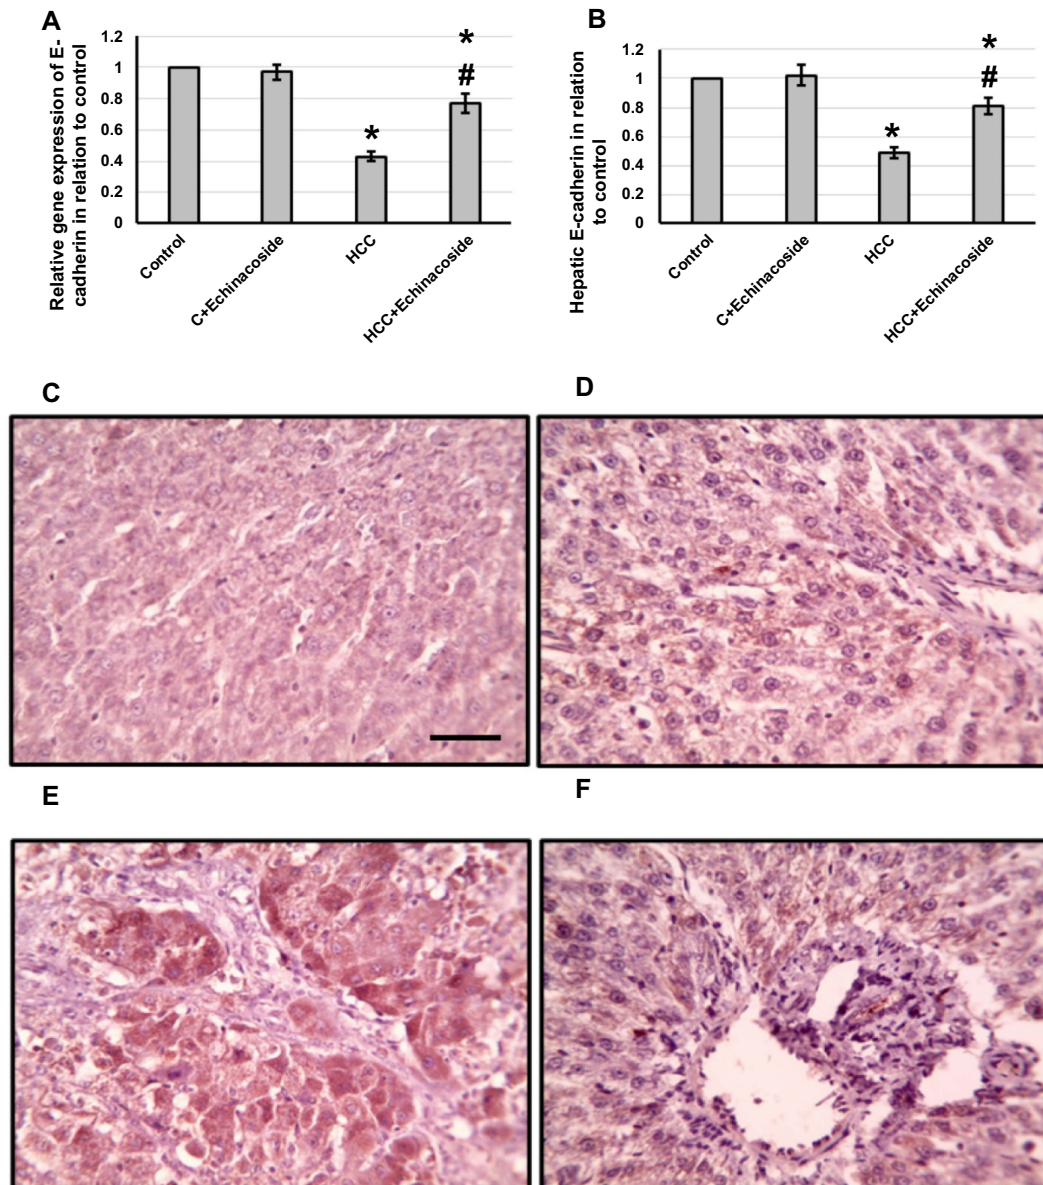 A
Relative gene expression of E-
cadherin in relation to control
1.2
1
0.8
0.6
0.4
0.2
0
*
*
#
Control
C+Echinacoside
HCC
HCC+Echinacoside
B
Hepatic E-cadherin in relation
to control
1.2
1
0.8
0.6
0.4
0.2
0
*
*
#
Control
C+Echinacoside
HCC
HCC+Echinacoside
C
D
E
F